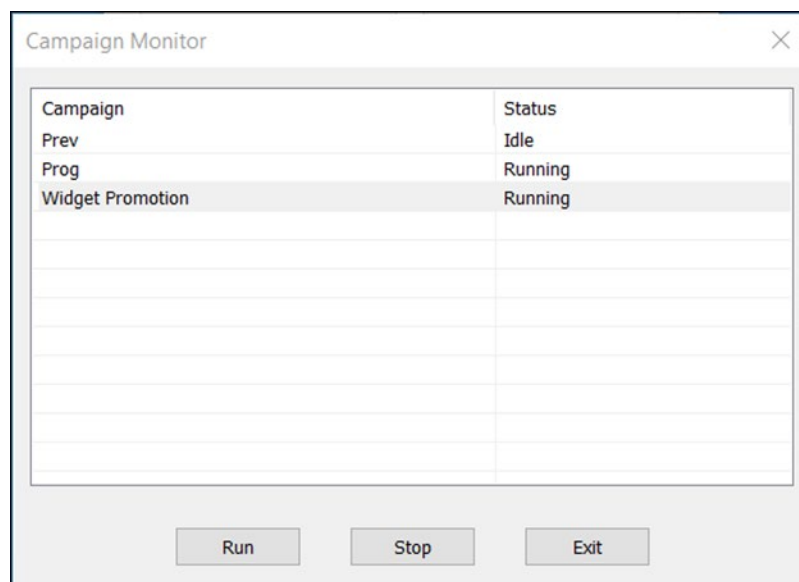 Campaign Monitor
Campaign Status
Prev Idle
Prog Running
Widget Promotion Running
Run Stop Exit